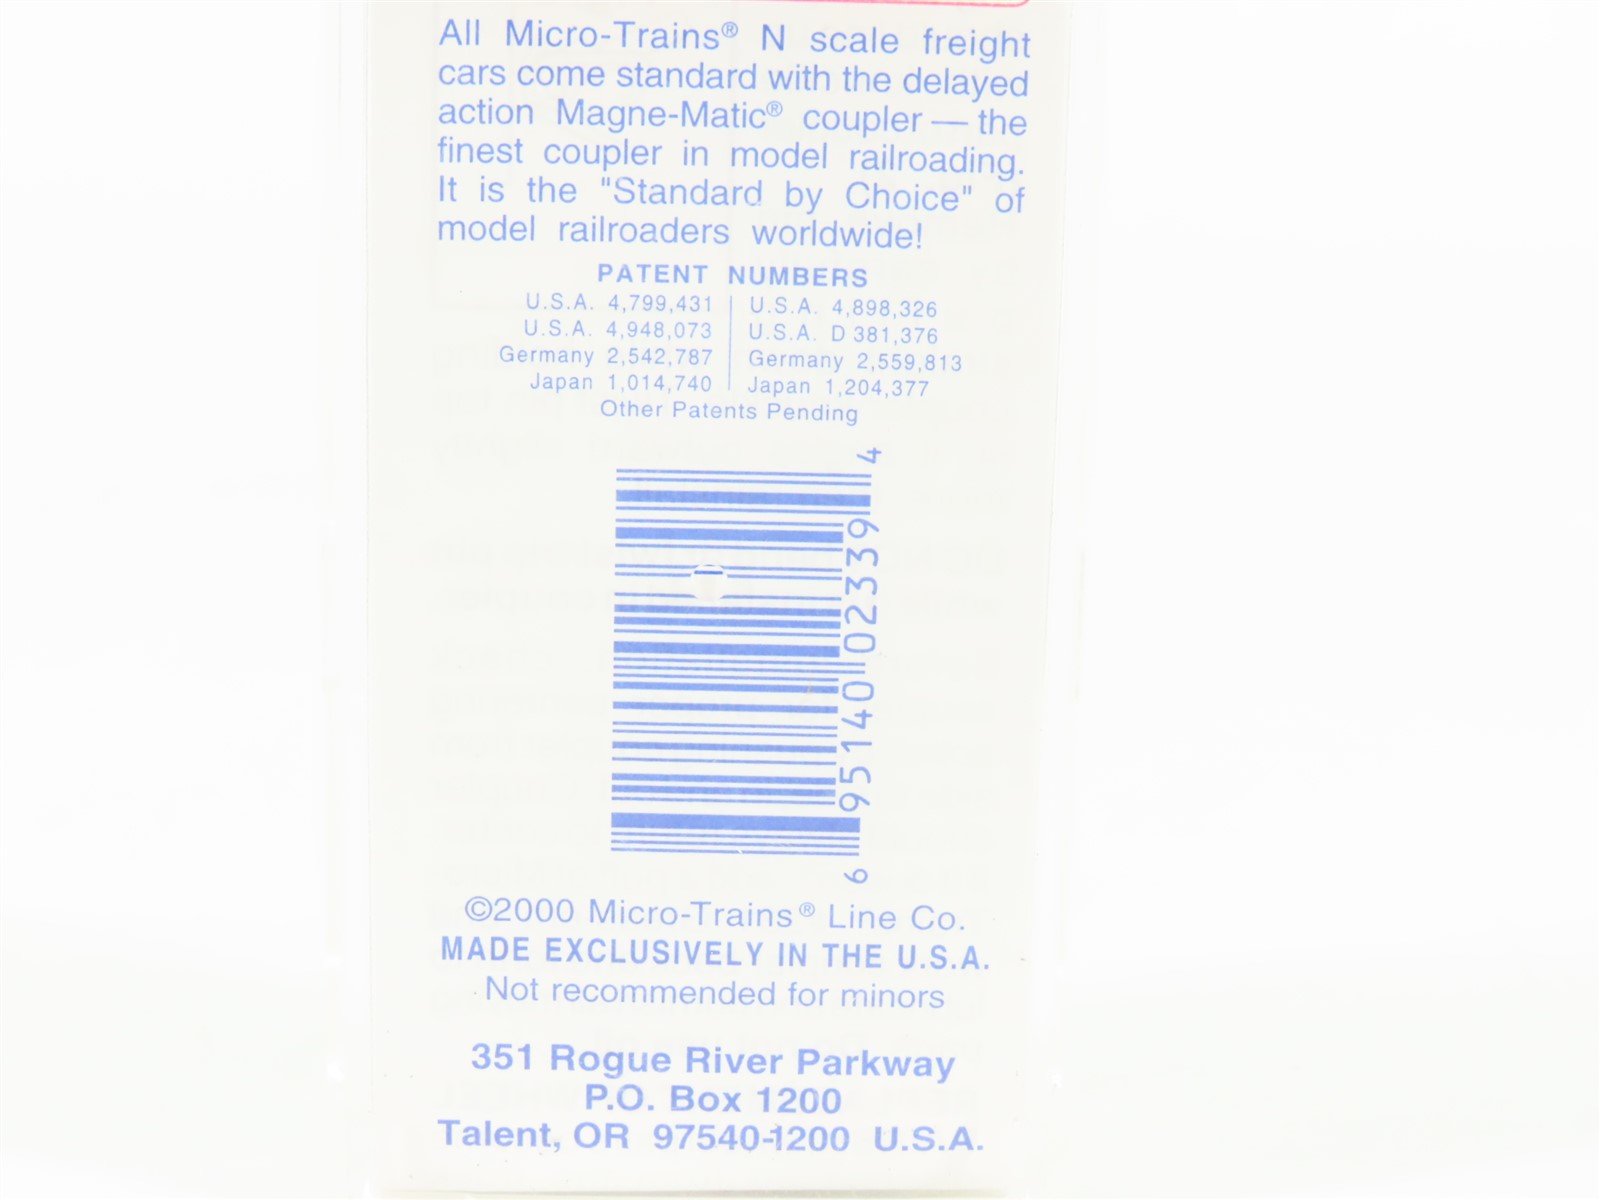 All Micro-Trains® N scale freight
cars come standard with the delayed
action Magne-Matic® coupler — the
finest coupler in model railroading.
It is the "Standard by Choice" of
model railroaders worldwide!
PATENT NUMBERS
U.S.A. 4,799,431 | U.S.A. 4,898,326
U.S.A. 4,948,073 | U.S.A. D 381,376
Germany 2,542,787 | Germany 2,559,813
Japan 1,014,740 | Japan 1,204,377
Other Patents Pending
6 95140 02339 4
©2000 Micro-Trains® Line Co.
MADE EXCLUSIVELY IN THE U.S.A.
Not recommended for minors
351 Rogue River Parkway
P.O. Box 1200
Talent, OR 97540-1200 U.S.A.